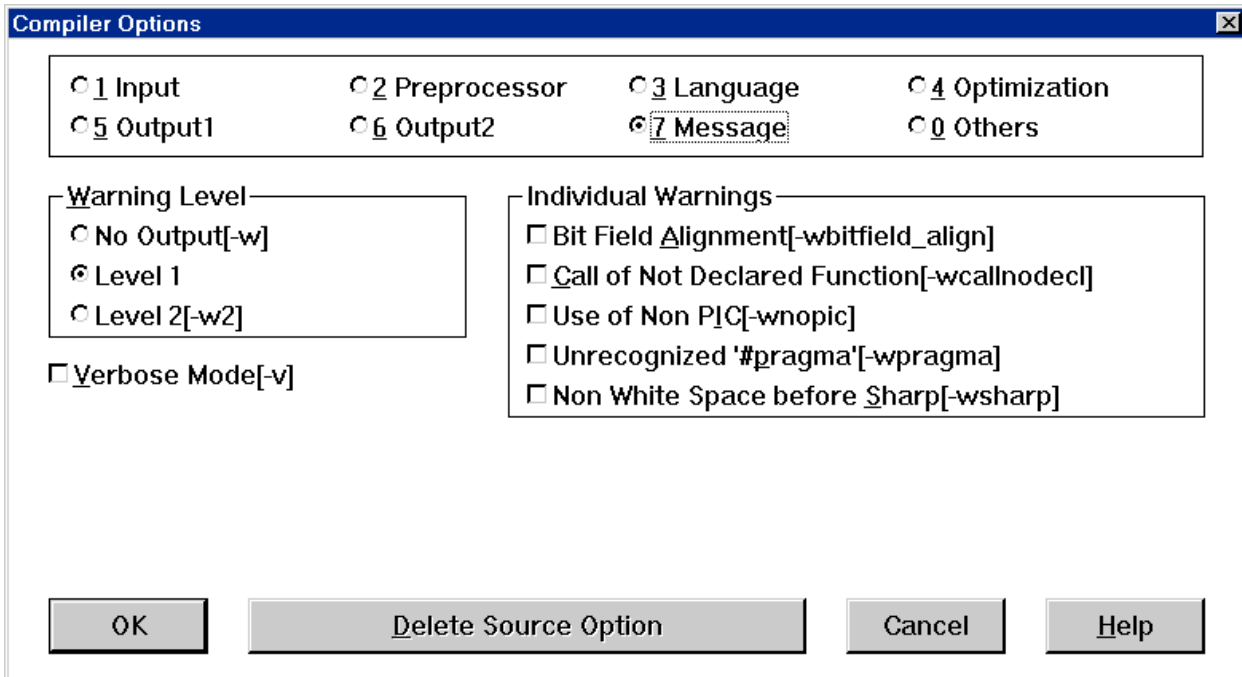 Compiler Options
1 Input 2 Preprocessor 3 Language 4 Optimization
5 Output1 6 Output2 7 Message 0 Others
Warning Level
No Output[-w]
Level 1
Level 2[-w2]
Verbose Mode[-v]
Individual Warnings
Bit Field Alignment[-wbitfield_align]
Call of Not Declared Function[-wcallnodecl]
Use of Non PIC[-wnopic]
Unrecognized '#pragma'[-wpragma]
Non White Space before Sharp[-wsharp]
OK Delete Source Option Cancel Help